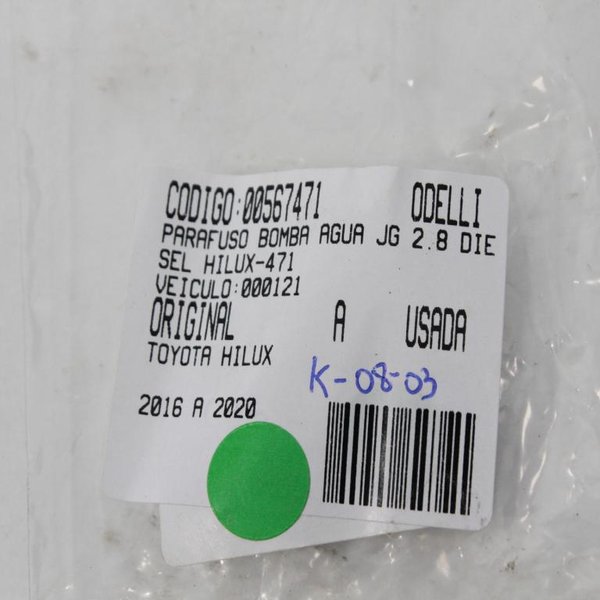 CODIGO:00567471 ODELLI
PARAFUSO BOMBA AGUA JG 2.8 DIE
SEL HILUX-471
VEICULO:000121
ORIGINAL A USADA
TOYOTA HILUX
K-08-03
2016 A 2020